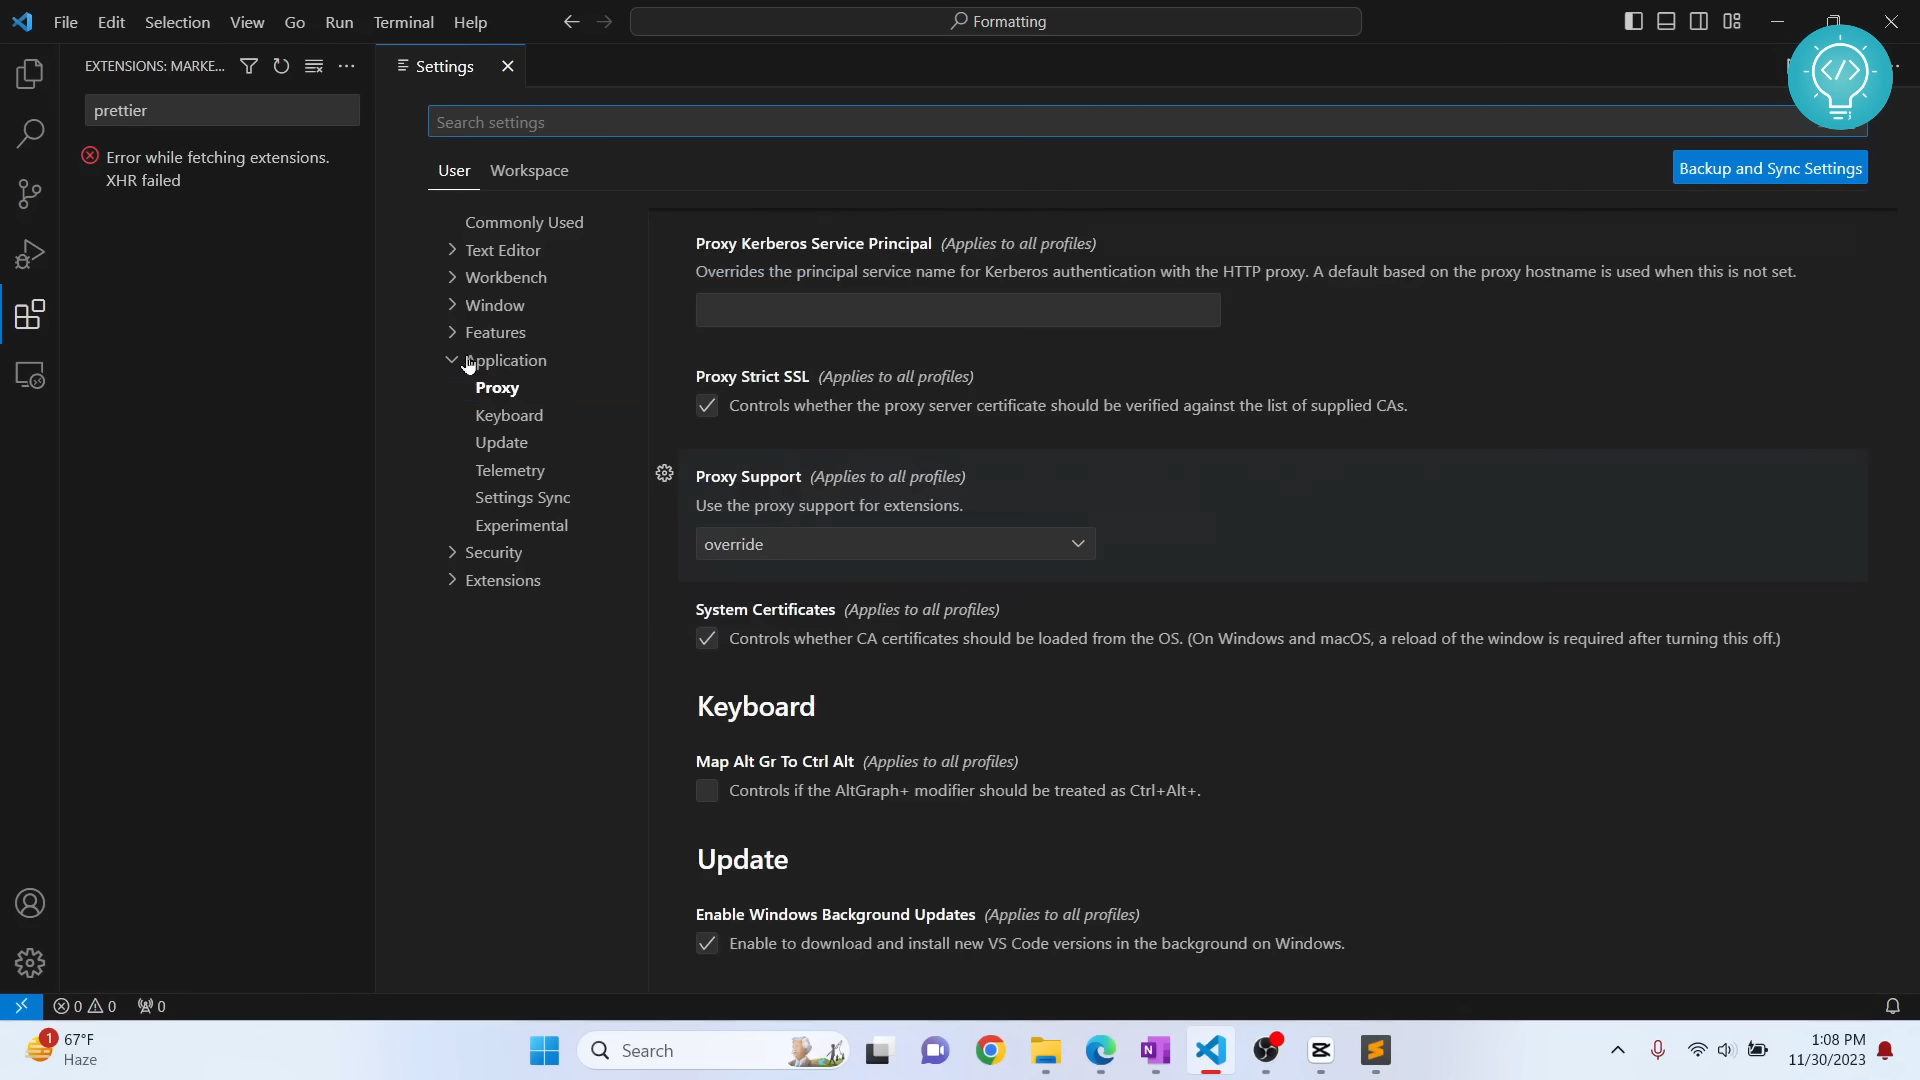 File Edit Selection View Go Run Terminal Help
Formatting
EXTENSIONS: MARKE...
Settings
prettier
Search settings
Error while fetching extensions.
XHR failed
User Workspace
Backup and Sync Settings
Commonly Used
Text Editor
Workbench
Window
Features
Application
Proxy
Keyboard
Update
Telemetry
Settings Sync
Experimental
Security
Extensions
Proxy Kerberos Service Principal (Applies to all profiles)
Overrides the principal service name for Kerberos authentication with the HTTP proxy. A default based on the proxy hostname is used when this is not set.
Proxy Strict SSL (Applies to all profiles)
Controls whether the proxy server certificate should be verified against the list of supplied CAs.
Proxy Support (Applies to all profiles)
Use the proxy support for extensions.
override
System Certificates (Applies to all profiles)
Controls whether CA certificates should be loaded from the OS. (On Windows and macOS, a reload of the window is required after turning this off.)
Keyboard
Map Alt Gr To Ctrl Alt (Applies to all profiles)
Controls if the AltGraph+ modifier should be treated as Ctrl+Alt+.
Update
Enable Windows Background Updates (Applies to all profiles)
Enable to download and install new VS Code versions in the background on Windows.
0 0 0
1
67°F
Haze
Search
1:08 PM
11/30/2023